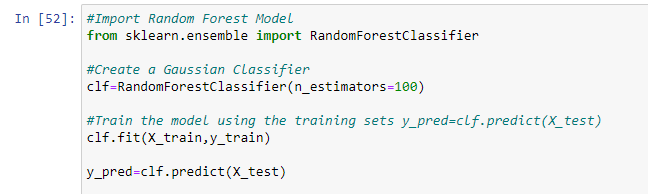 In [52]: #Import Random Forest Model
from sklearn.ensemble import RandomForestClassifier
#Create a Gaussian Classifier
clf=RandomForestClassifier(n_estimators=100)
#Train the model using the training sets y_pred=clf.predict(X_test)
clf.fit(X_train,y_train)
y_pred=clf.predict(X_test)